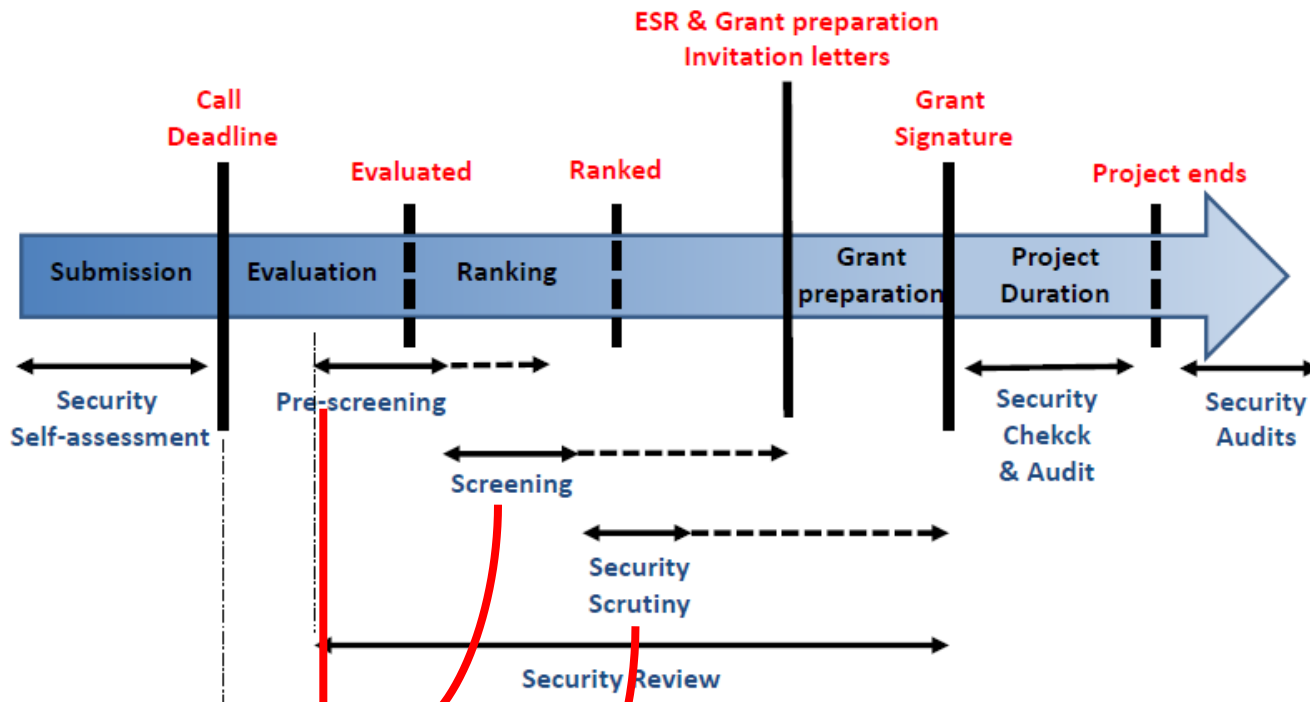 ESR & Grant preparation
Invitation letters
Call
Deadline
Grant
Signature
Evaluated
Ranked
Project ends
Submission
Evaluation
Ranking
Grant
preparation
Project
Duration
Security
Self-assessment
Pre-screening
Security
Chekck
& Audit
Security
Audits
Screening
Security
Scrutiny
Security Review